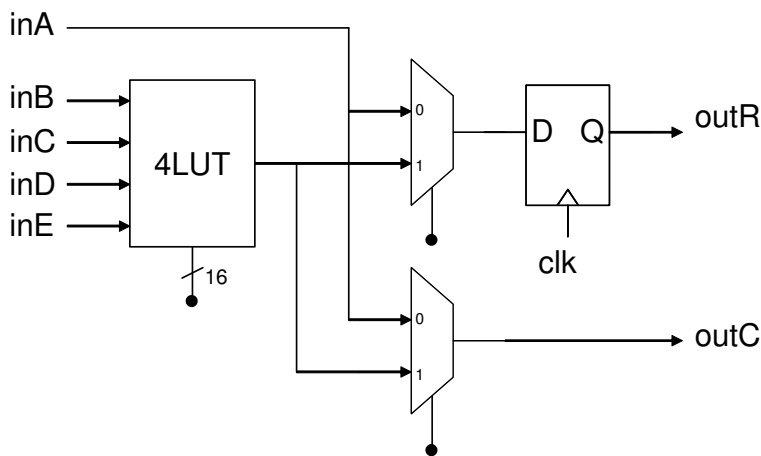 inA
inB
inC
inD
inE
4LUT
16
0
1
D Q
clk
outR
0
1
outC